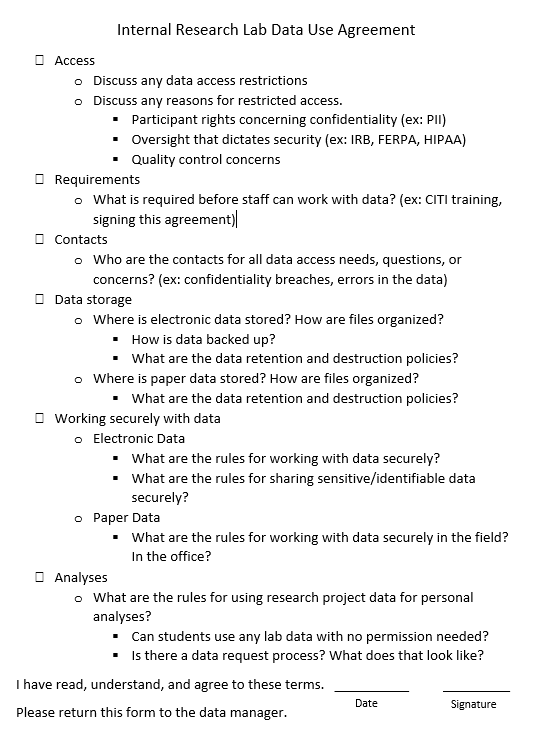 Internal Research Lab Data Use Agreement
☐ Access
o Discuss any data access restrictions
o Discuss any reasons for restricted access.
▪ Participant rights concerning confidentiality (ex: PII)
▪ Oversight that dictates security (ex: IRB, FERPA, HIPAA)
▪ Quality control concerns
☐ Requirements
o What is required before staff can work with data? (ex: CITI training,
signing this agreement)
☐ Contacts
o Who are the contacts for all data access needs, questions, or
concerns? (ex: confidentiality breaches, errors in the data)
☐ Data storage
o Where is electronic data stored? How are files organized?
▪ How is data backed up?
▪ What are the data retention and destruction policies?
o Where is paper data stored? How are files organized?
▪ What are the data retention and destruction policies?
☐ Working securely with data
o Electronic Data
▪ What are the rules for working with data securely?
▪ What are the rules for sharing sensitive/identifiable data
securely?
o Paper Data
▪ What are the rules for working with data securely in the field?
In the office?
☐ Analyses
o What are the rules for using research project data for personal
analyses?
▪ Can students use any lab data with no permission needed?
▪ Is there a data request process? What does that look like?
I have read, understand, and agree to these terms.
Date Signature
Please return this form to the data manager.